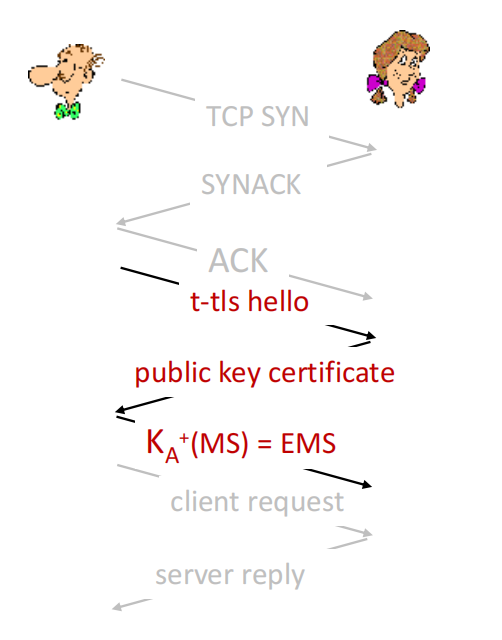 TCP SYN
SYNACK
ACK
t-tls hello
public key certificate
K_A⁺(MS) = EMS
client request
server reply